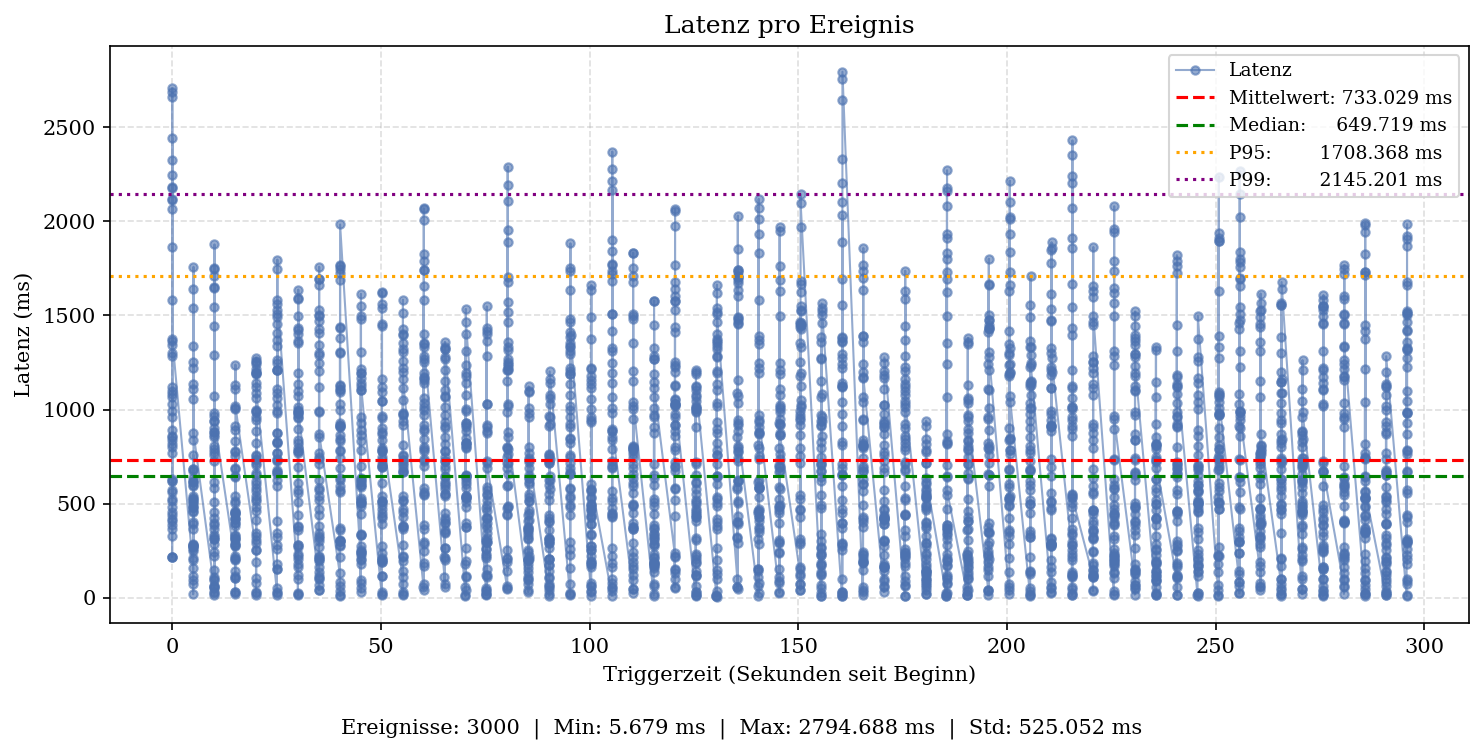 Latenz pro Ereignis
Latenz
Mittelwert: 733.029 ms
Median: 649.719 ms
P95: 1708.368 ms
P99: 2145.201 ms
Latenz (ms)
2500
2000
1500
1000
500
0
0 50 100 150 200 250 300
Triggerzeit (Sekunden seit Beginn)
Ereignisse: 3000 | Min: 5.679 ms | Max: 2794.688 ms | Std: 525.052 ms